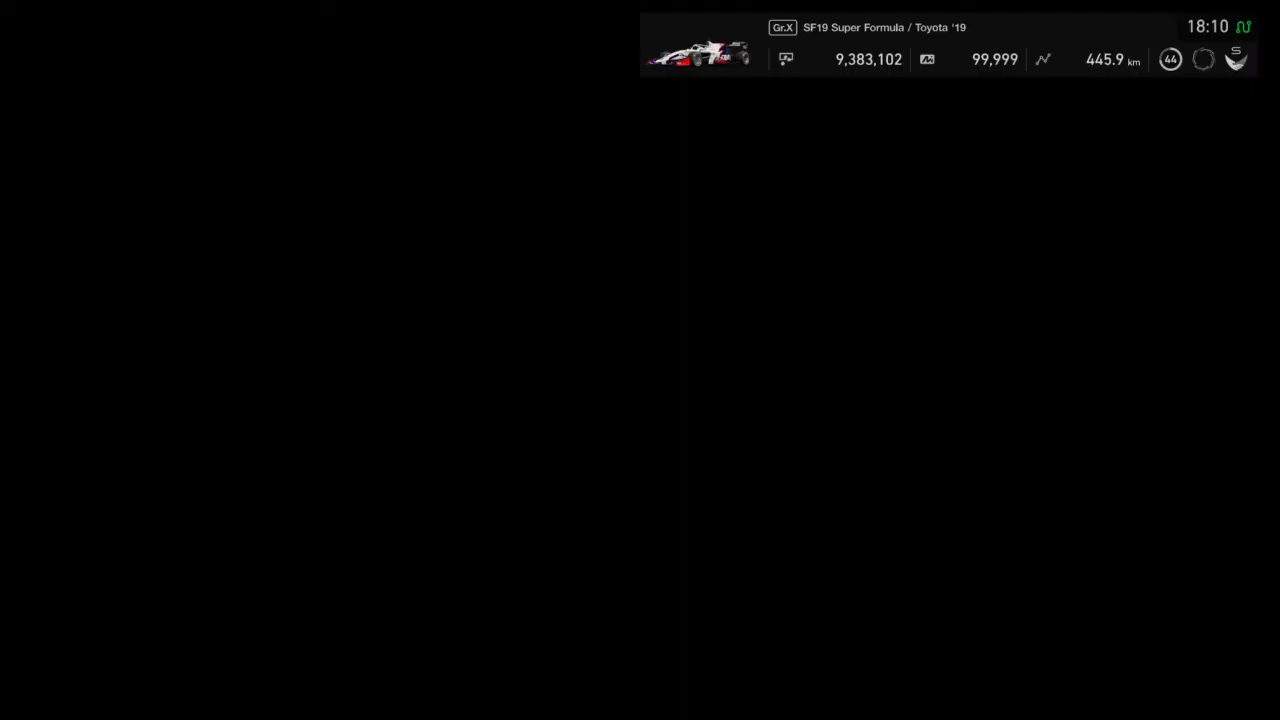 Gr.X SF19 Super Formula / Toyota '19 18:10
9,383,102 99,999 445.9 km 44 S